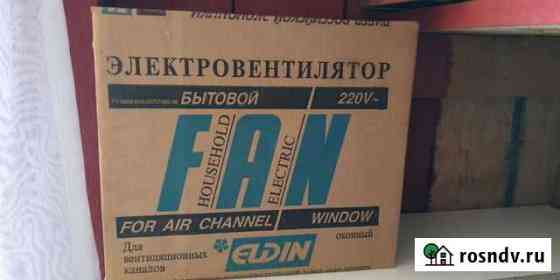 ЭЛЕКТРОВЕНТИЛЯТОР
БЫТОВОЙ 220V~
FAN
HOUSEHOLD
ELECTRIC
FOR AIR CHANNEL WINDOW
Для вентиляционных каналов
ELDIN
оконный
rosndv.ru